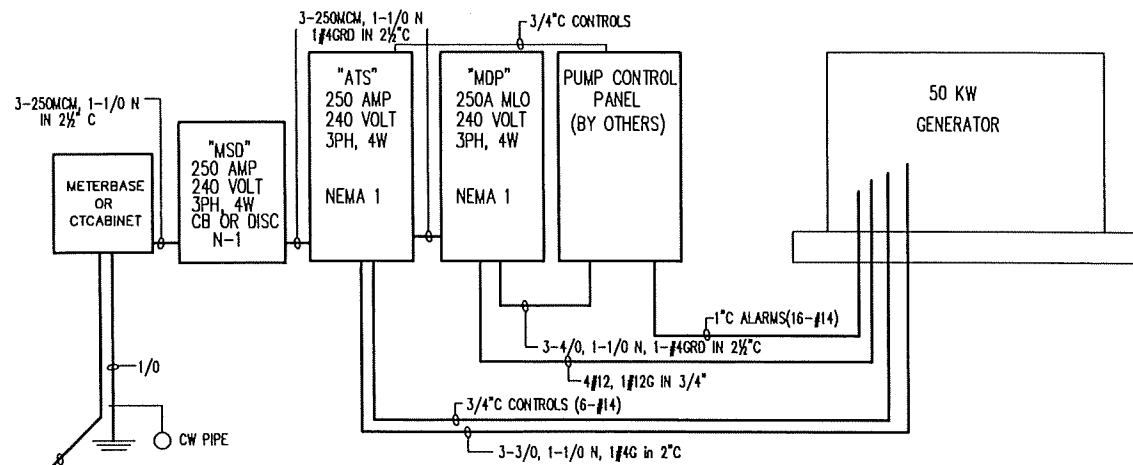 3-250MCM, 1-1/0 N
1#4GRD IN 2½"C
3/4"C CONTROLS
3-250MCM, 1-1/0 N
IN 2½" C
METERBASE
OR
CTCABINET
"MSD"
250 AMP
240 VOLT
3PH, 4W
CB OR DISC
N-1
"ATS"
250 AMP
240 VOLT
3PH, 4W
NEMA 1
"MDP"
250A MLO
240 VOLT
3PH, 4W
NEMA 1
PUMP CONTROL
PANEL
(BY OTHERS)
50 KW
GENERATOR
1"C ALARMS(16-#14)
3-4/0, 1-1/0 N, 1-#4GRD IN 2½"C
4#12, 1#12G IN 3/4"
3/4"C CONTROLS (6-#14)
3-3/0, 1-1/0 N, 1#4G in 2"C
1/0
CW PIPE